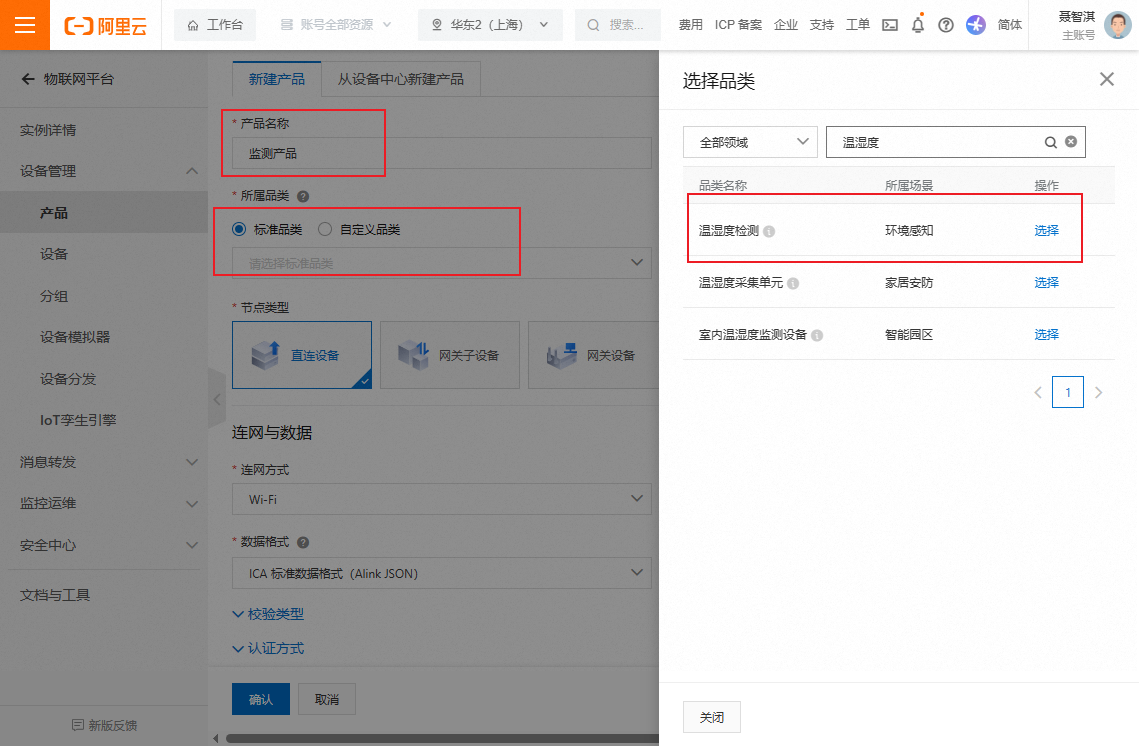 阿里云
工作台
账号全部资源
华东2（上海）
搜索...
费用
ICP 备案
企业
支持
工单
简体
聂智淇
主账号
物联网平台
实例详情
设备管理
产品
设备
分组
设备模拟器
设备分发
IoT孪生引擎
消息转发
监控运维
安全中心
文档与工具
新版反馈
新建产品
从设备中心新建产品
* 产品名称
监测产品
* 所属品类
标准品类
自定义品类
请选择标准品类
* 节点类型
直连设备
网关子设备
网关设备
连网与数据
* 连网方式
Wi-Fi
* 数据格式
ICA 标准数据格式（Alink JSON）
校验类型
认证方式
确认
取消
选择品类
全部领域
温湿度
品类名称 所属场景 操作
温湿度检测 环境感知 选择
温湿度采集单元 家居安防 选择
室内温湿度监测设备 智能园区 选择
1
关闭